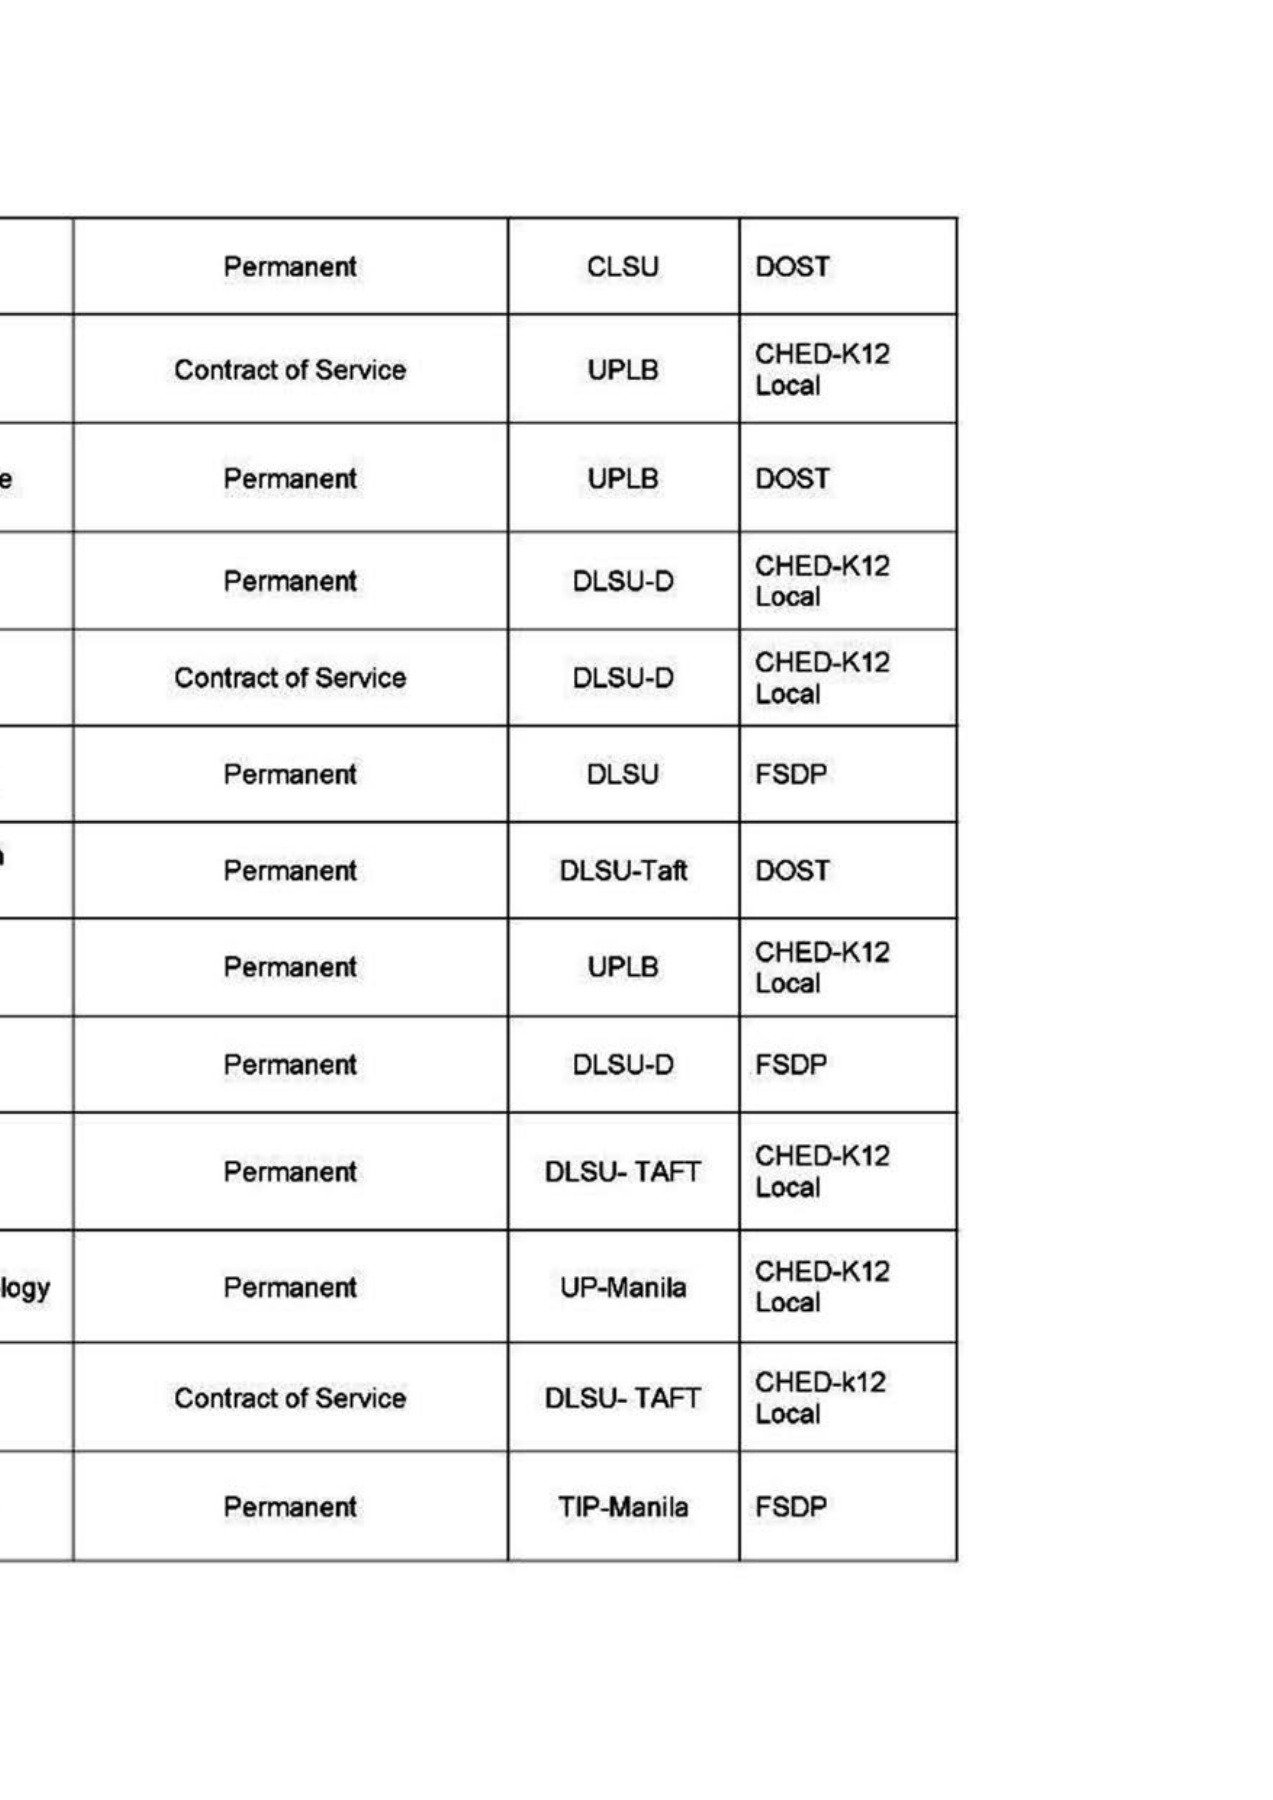 Permanent CLSU DOST
Contract of Service UPLB CHED-K12
Local
e Permanent UPLB DOST
Permanent DLSU-D CHED-K12
Local
Contract of Service DLSU-D CHED-K12
Local
Permanent DLSU FSDP
Permanent DLSU-Taft DOST
Permanent UPLB CHED-K12
Local
Permanent DLSU-D FSDP
Permanent DLSU- TAFT CHED-K12
Local
logy Permanent UP-Manila CHED-K12
Local
Contract of Service DLSU- TAFT CHED-k12
Local
Permanent TIP-Manila FSDP